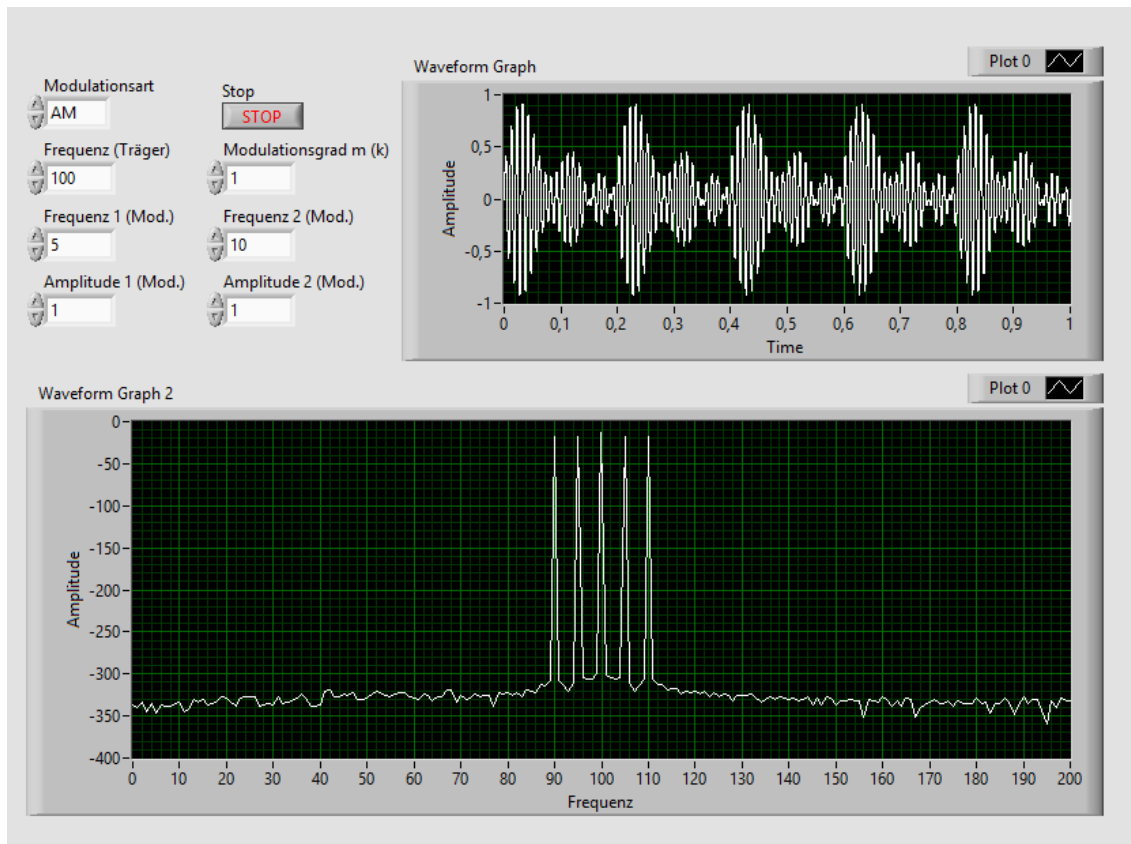 Modulationsart
AM
Stop
STOP
Frequenz (Träger)
100
Modulationsgrad m (k)
1
Frequenz 1 (Mod.)
5
Frequenz 2 (Mod.)
10
Amplitude 1 (Mod.)
1
Amplitude 2 (Mod.)
1
Waveform Graph
Plot 0
Amplitude
1
0,5
0
-0,5
-1
0 0,1 0,2 0,3 0,4 0,5 0,6 0,7 0,8 0,9 1
Time
Waveform Graph 2
Plot 0
Amplitude
0
-50
-100
-150
-200
-250
-300
-350
-400
0 10 20 30 40 50 60 70 80 90 100 110 120 130 140 150 160 170 180 190 200
Frequenz